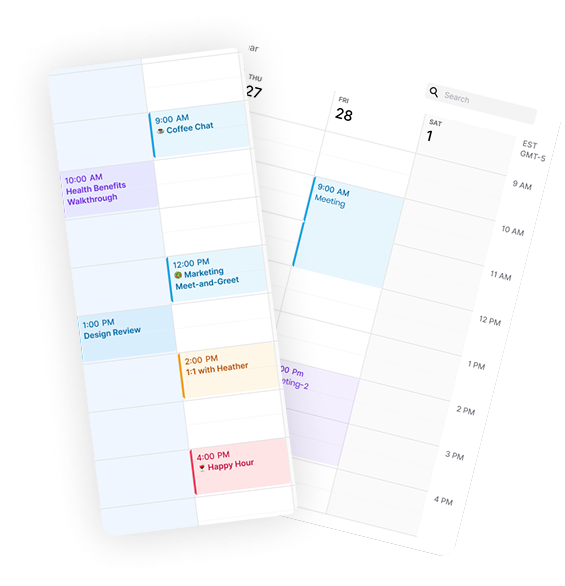 9:00 AM
☕ Coffee Chat
10:00 AM
Health Benefits
Walkthrough
12:00 PM
Marketing
Meet-and-Greet
1:00 PM
Design Review
2:00 PM
1:1 with Heather
4:00 PM
🍷 Happy Hour
ar
THU
27
FRI
28
Search
SAT
1
EST
GMT-5
9:00 AM
Meeting
00 Pm
eting-2
9 AM
10 AM
11 AM
12 PM
1 PM
2 PM
3 PM
4 PM